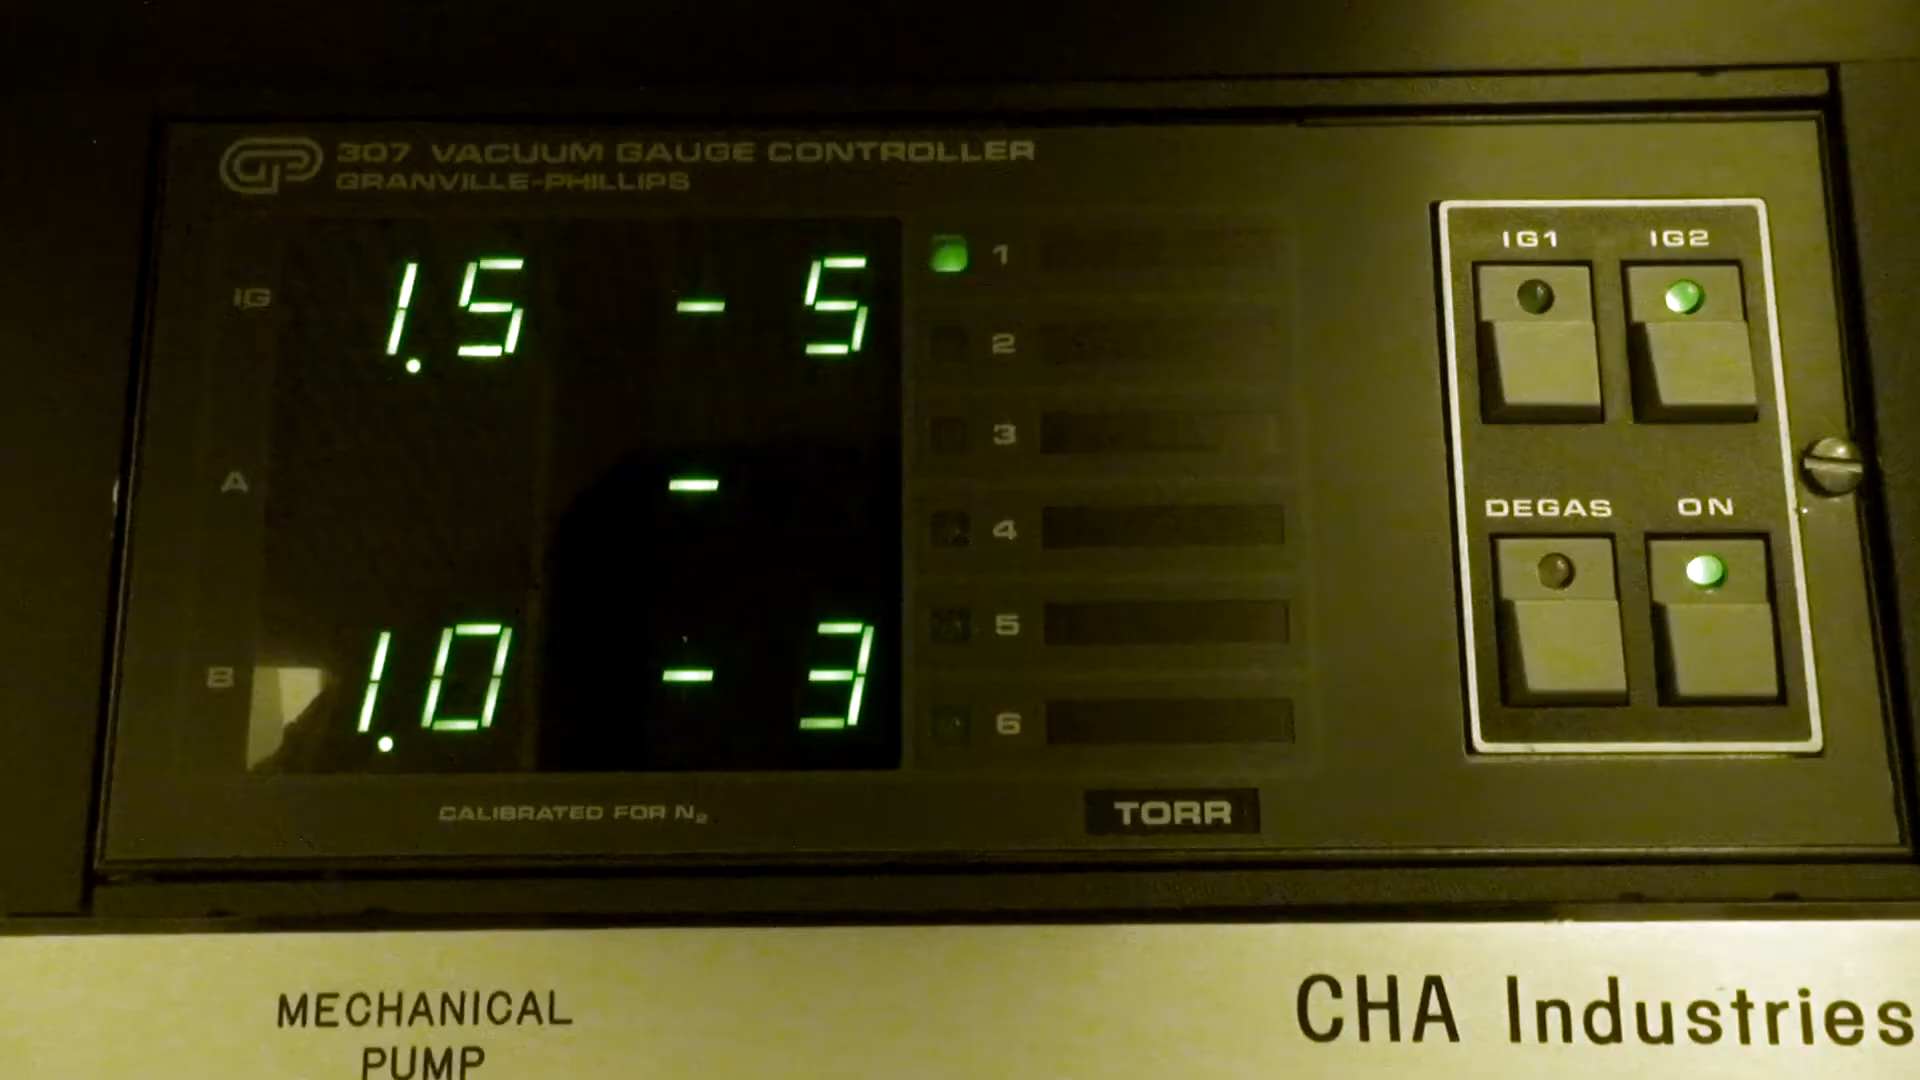 GP 307 VACUUM GAUGE CONTROLLER
GRANVILLE-PHILLIPS
IG 1.5 - 5
A -
B 1.0 - 3
1
2
3
4
5
6
CALIBRATED FOR N₂
TORR
IG1 IG2
DEGAS ON
MECHANICAL
PUMP
CHA Industries